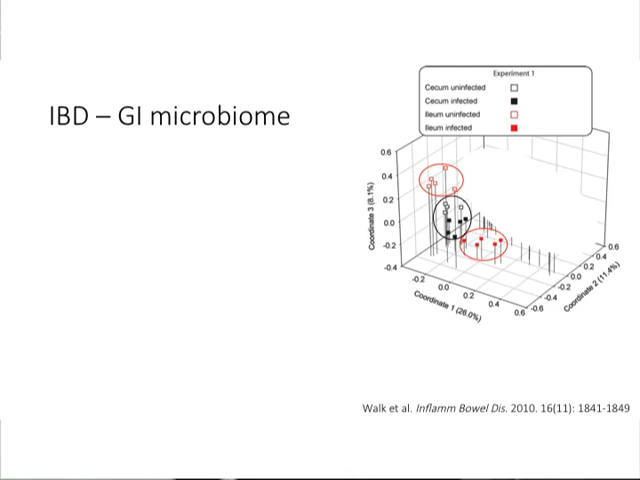 IBD – GI microbiome
Experiment 1
Cecum uninfected
Cecum infected
Ileum uninfected
Ileum infected
0.6
0.4
0.2
0.0
-0.2
-0.4
Coordinate 3 (8.1%)
-0.2
0.0
0.2
0.4
0.6
Coordinate 1 (26.0%)
-0.6
-0.4
-0.2
0.0
0.2
0.4
0.6
Coordinate 2 (11.4%)
Walk et al. Inflamm Bowel Dis. 2010. 16(11): 1841-1849